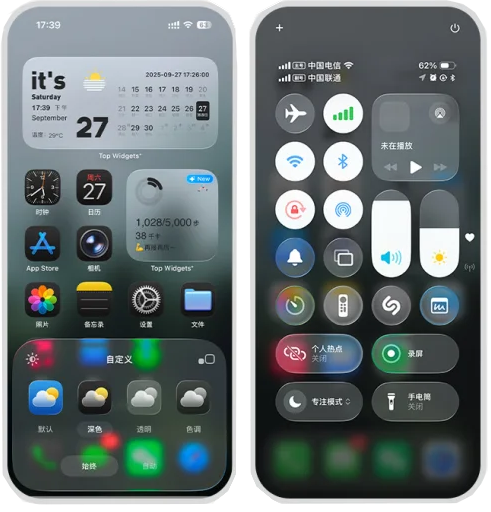 17:39
63
it's
Saturday
17:39 下午
September
温度: 29°C
27
2025-09-27 17:26:00
14 15 16 17 18 19 20
21 22 23 24 25 26 27
28 29 30
Top Widgets
时钟
周六
27
日历
New
1,028/5,000 步
38 千卡
Top Widgets
App Store
相机
照片
备忘录
设置
文件
自定义
默认
深色
透明
色调
始终
自动
中国电信
62%
中国联通
未在播放
个人热点
关闭
录屏
专注模式
手电筒
关闭